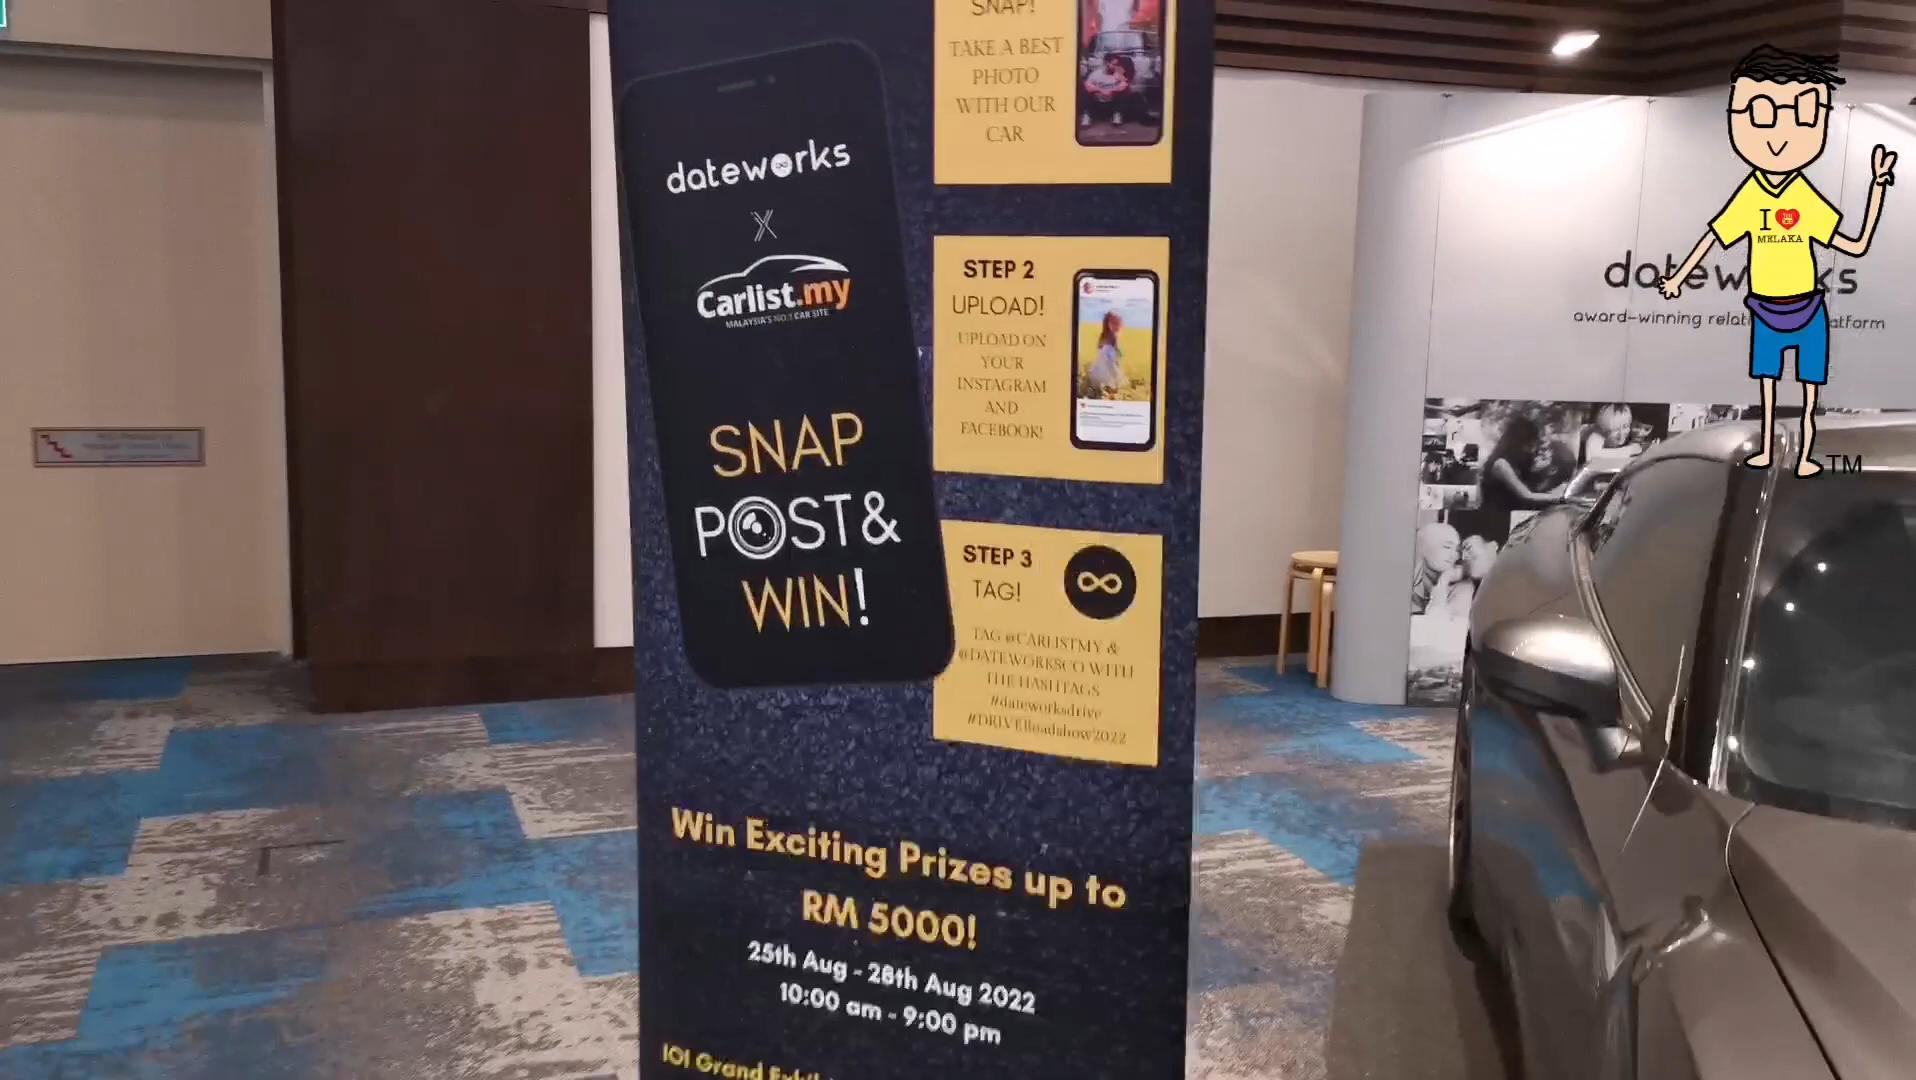 dateworks
X
Carlist.my
MALAYSIA'S NO.1 CAR SITE
SNAP
POST&
WIN!
SNAP!
TAKE A BEST
PHOTO
WITH OUR
CAR
STEP 2
UPLOAD!
UPLOAD ON
YOUR
INSTAGRAM
AND
FACEBOOK!
STEP 3
TAG!
TAG @CARLISTMY &
@DATEWORKSCO WITH
THE HASHTAGS
#dateworksdrive
#DRIVERoadshow2022
Win Exciting Prizes up to
RM 5000!
25th Aug - 28th Aug 2022
10:00 am - 9:00 pm
IOI Grand
award-winning
I
MELAKA
TM